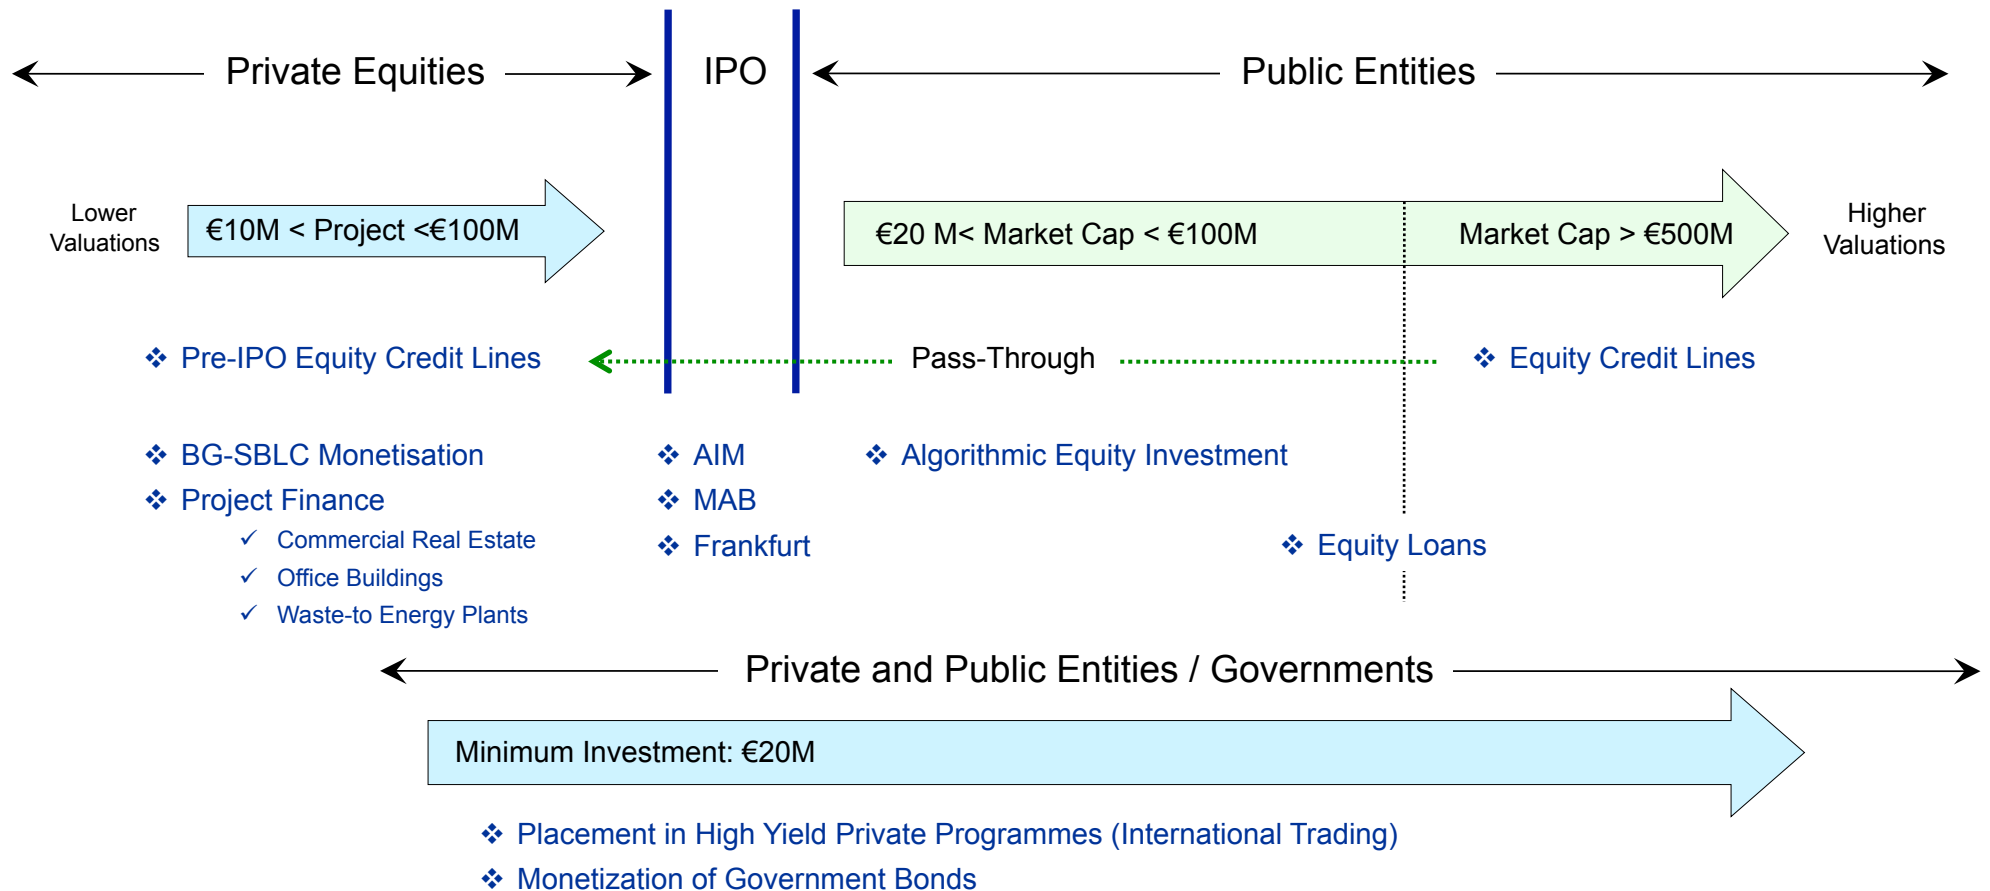 Private Equities
IPO
Public Entities
Lower
Valuations
€10M < Project <€100M
€20 M< Market Cap < €100M
Market Cap > €500M
Higher
Valuations
❖ Pre-IPO Equity Credit Lines
Pass-Through
❖ Equity Credit Lines
❖ BG-SBLC Monetisation
❖ Project Finance
✓ Commercial Real Estate
✓ Office Buildings
✓ Waste-to Energy Plants
❖ AIM
❖ MAB
❖ Frankfurt
❖ Algorithmic Equity Investment
❖ Equity Loans
Private and Public Entities / Governments
Minimum Investment: €20M
❖ Placement in High Yield Private Programmes (International Trading)
❖ Monetization of Government Bonds